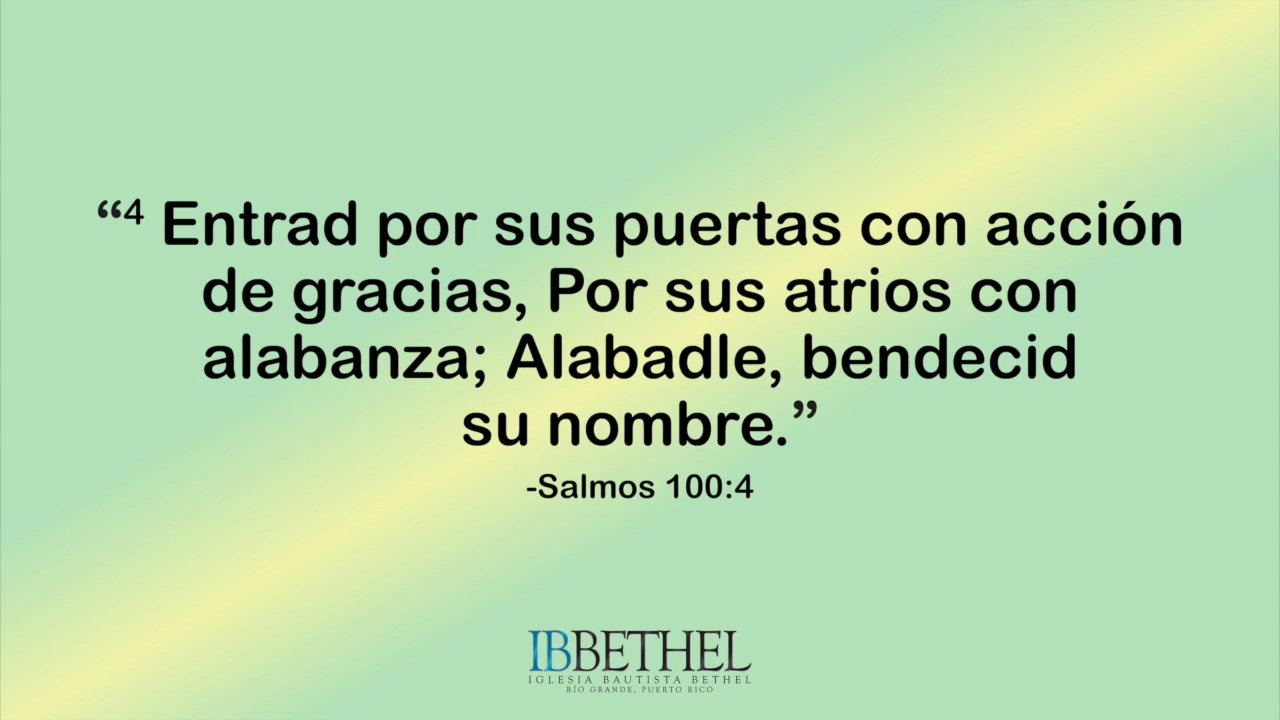 “⁴ Entrad por sus puertas con acción
de gracias, Por sus atrios con
alabanza; Alabadle, bendecid
su nombre.”
-Salmos 100:4
IBBETHEL
IGLESIA BAUTISTA BETHEL
RÍO GRANDE, PUERTO RICO